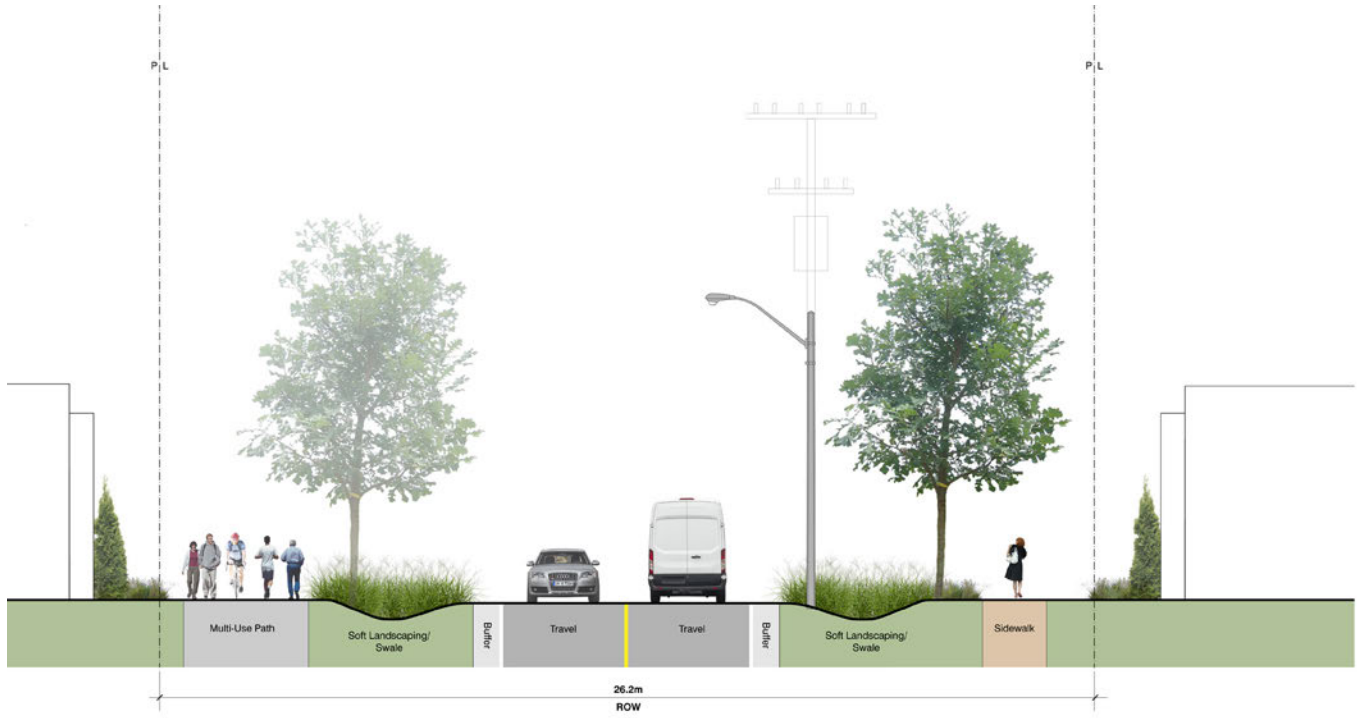 P L
P L
Multi-Use Path
Soft Landscaping/
Swale
Buffer
Travel
Travel
Buffer
Soft Landscaping/
Swale
Sidewalk
26.2m
ROW